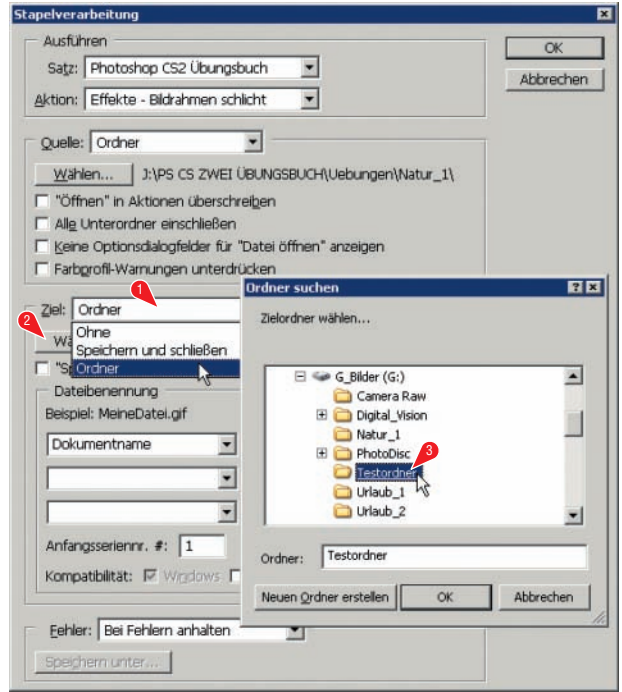 Stapelverarbeitung
Ausführen
Satz: Photoshop CS2 Übungsbuch
Aktion: Effekte - Bildrahmen schlicht
OK
Abbrechen
Quelle: Ordner
Wählen... J:\PS CS ZWEI ÜBUNGSBUCH\Uebungen\Natur_1\
"Öffnen" in Aktionen überschreiben
Alle Unterordner einschließen
Keine Optionsdialogfelder für "Datei öffnen" anzeigen
Farbprofil-Warnungen unterdrücken
1
Ziel: Ordner
2
Ohne
Speichern und schließen
Ordner
Dateibenennung
Beispiel: MeineDatei.gif
Dokumentname
Anfangsseriennr. #: 1
Kompatibilität: Windows
Fehler: Bei Fehlern anhalten
Speichern unter...
Ordner suchen
Zielordner wählen...
G_Bilder (G:)
Camera Raw
Digital_Vision
Natur_1
PhotoDisc
3
Testordner
Urlaub_1
Urlaub_2
Ordner: Testordner
Neuen Ordner erstellen OK Abbrechen